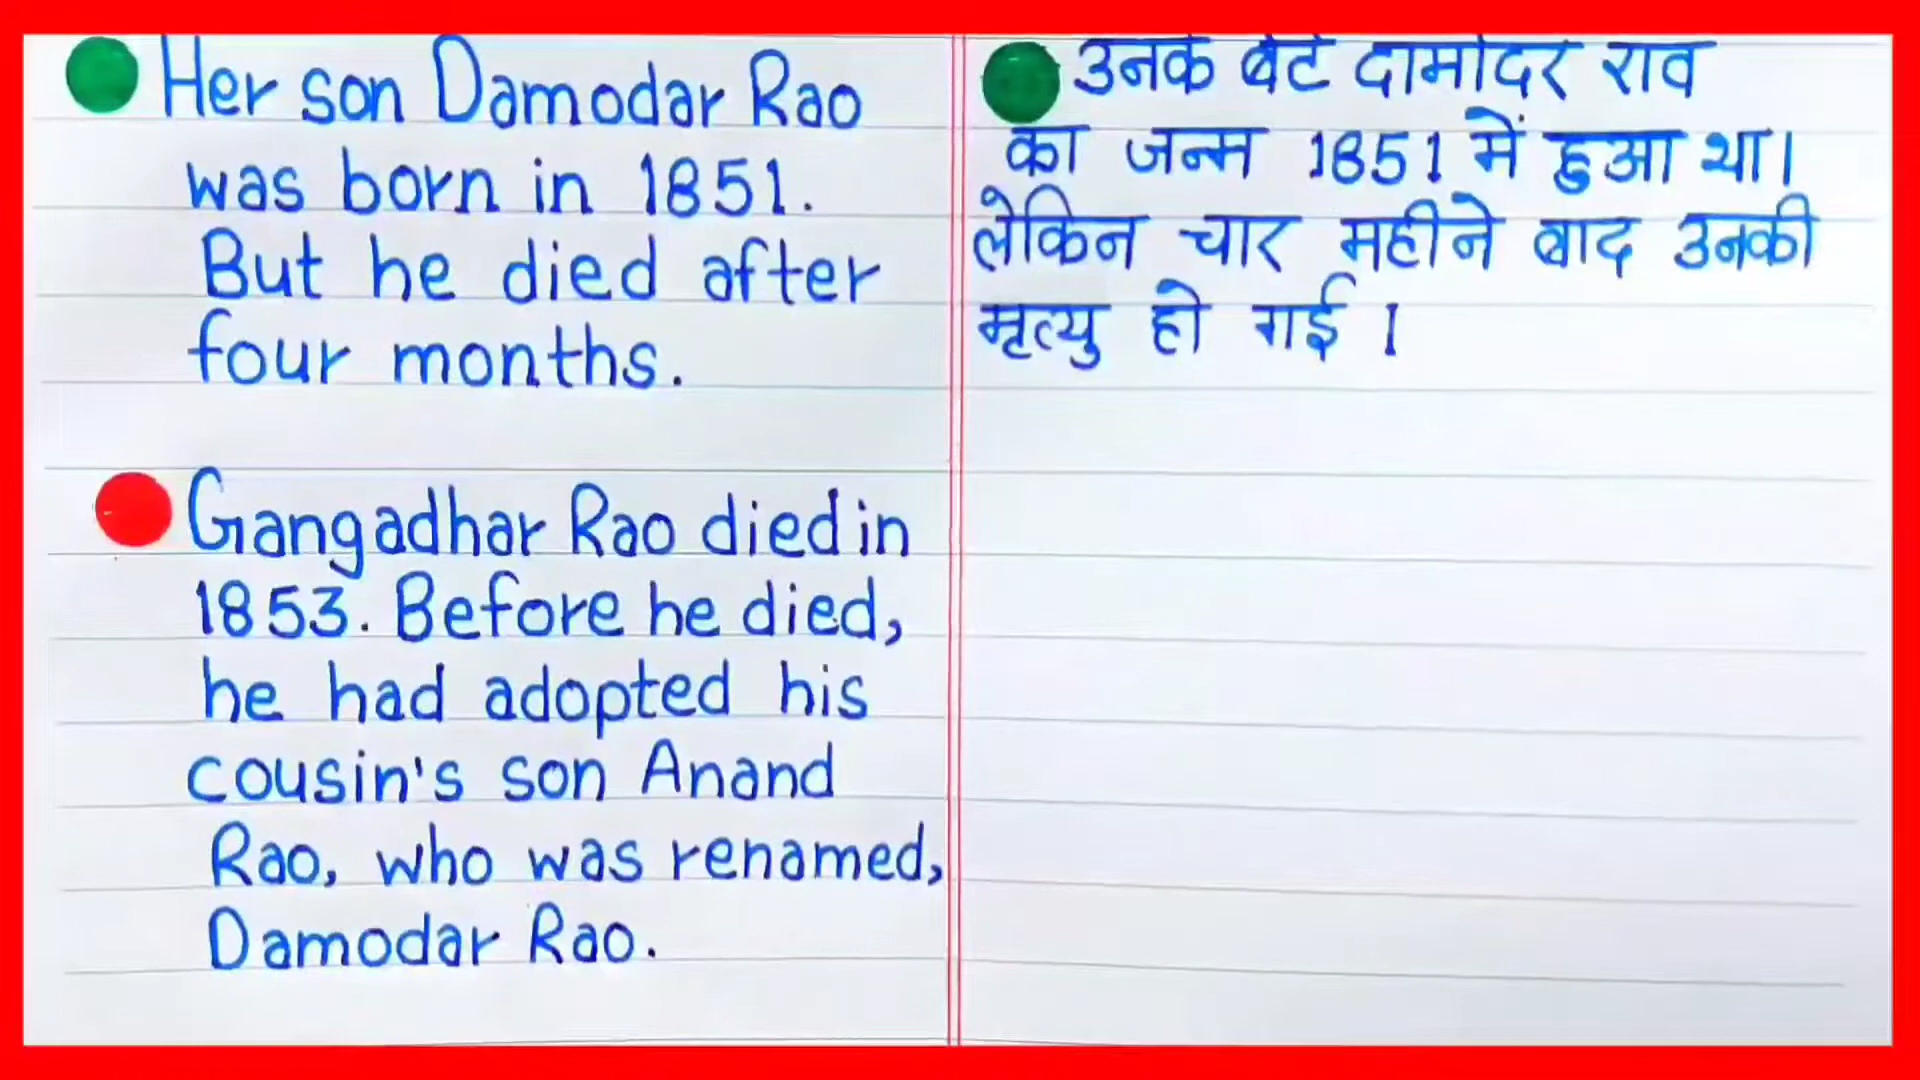 Her son Damodar Rao
was born in 1851.
But he died after
four months.
Gangadhar Rao died in
1853. Before he died,
he had adopted his
cousin's son Anand
Rao, who was renamed,
Damodar Rao.
उनके बेटे दामोदर राव
का जन्म 1851 में हुआ था।
लेकिन चार महीने बाद उनकी
मृत्यु हो गई।